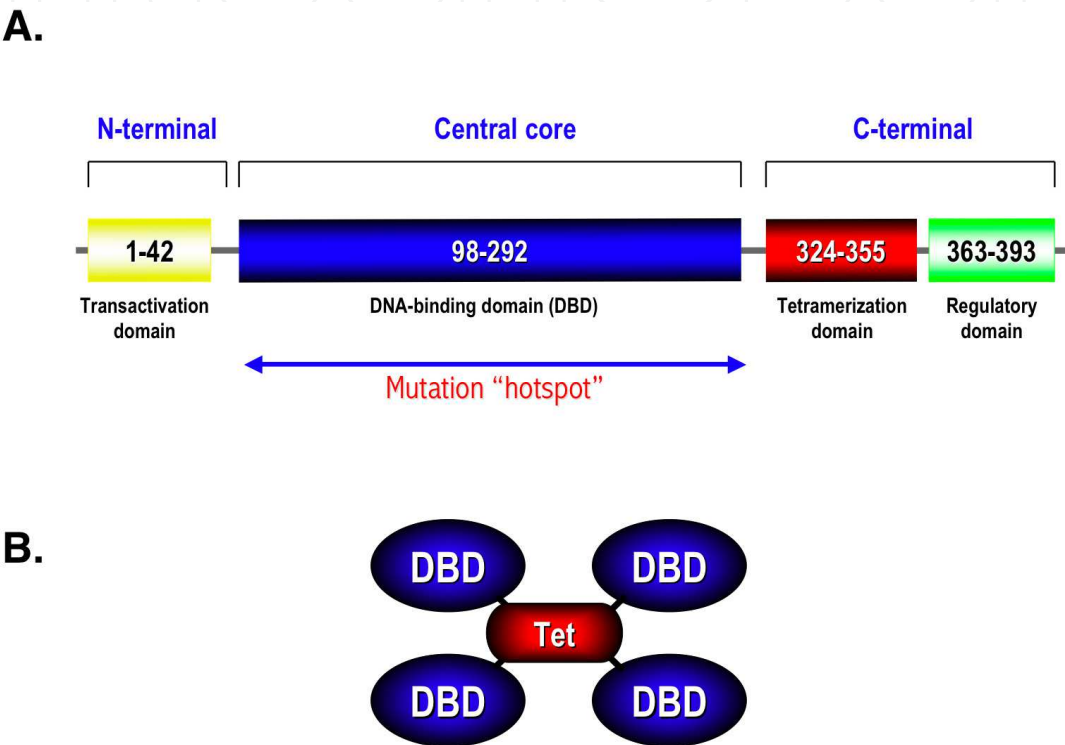 A.
N-terminal
Central core
C-terminal
1-42
98-292
324-355
363-393
Transactivation
domain
DNA-binding domain (DBD)
Tetramerization
domain
Regulatory
domain
Mutation “hotspot”
B.
DBD
DBD
Tet
DBD
DBD